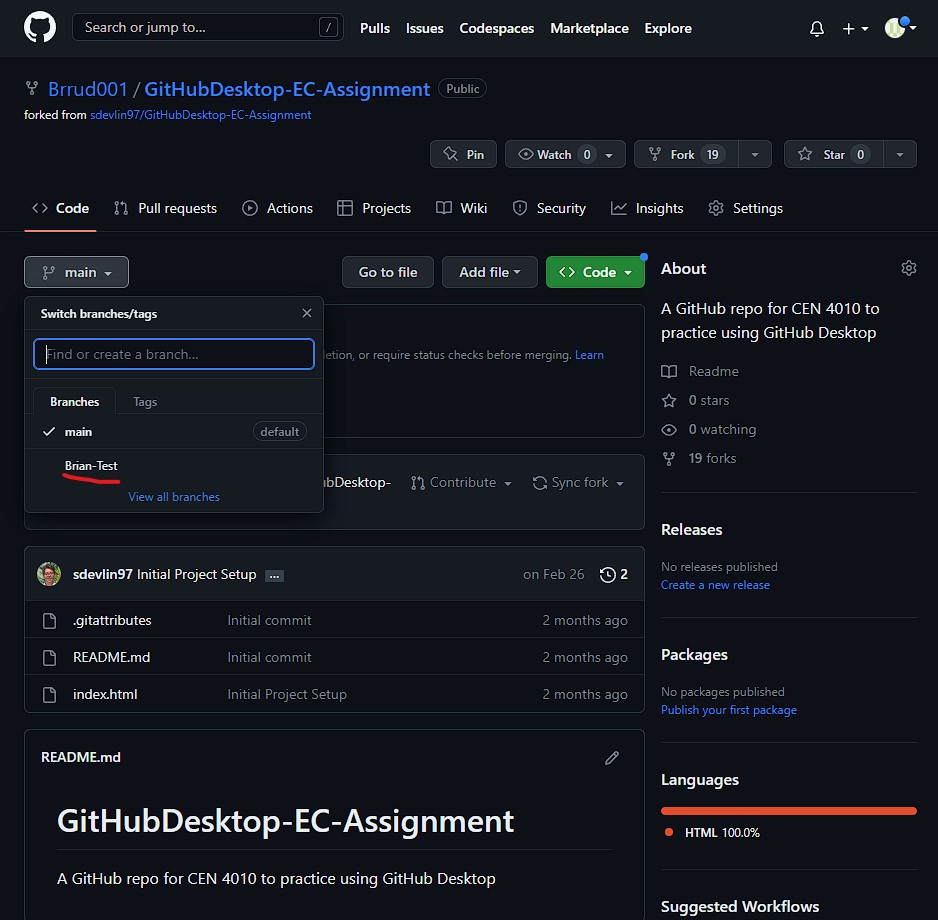 Search or jump to... /
Pulls Issues Codespaces Marketplace Explore
Brrud001 / GitHubDesktop-EC-Assignment Public
forked from sdevlin97/GitHubDesktop-EC-Assignment
Pin Watch 0 Fork 19 Star 0
Code Pull requests Actions Projects Wiki Security Insights Settings
main Go to file Add file Code
Switch branches/tags
Find or create a branch...
etion, or require status checks before merging. Learn
Branches Tags
main default
Brian-Test
View all branches
bDesktop- Contribute Sync fork
sdevlin97 Initial Project Setup ... on Feb 26 2
.gitattributes Initial commit 2 months ago
README.md Initial commit 2 months ago
index.html Initial Project Setup 2 months ago
README.md
GitHubDesktop-EC-Assignment
A GitHub repo for CEN 4010 to practice using GitHub Desktop
About
A GitHub repo for CEN 4010 to
practice using GitHub Desktop
Readme
0 stars
0 watching
19 forks
Releases
No releases published
Create a new release
Packages
No packages published
Publish your first package
Languages
HTML 100.0%
Suggested Workflows